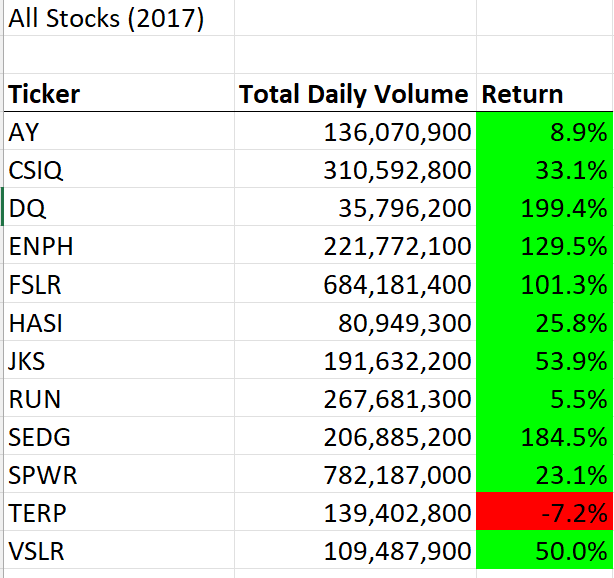 All Stocks (2017)
Ticker Total Daily Volume Return
AY 136,070,900 8.9%
CSIQ 310,592,800 33.1%
DQ 35,796,200 199.4%
ENPH 221,772,100 129.5%
FSLR 684,181,400 101.3%
HASI 80,949,300 25.8%
JKS 191,632,200 53.9%
RUN 267,681,300 5.5%
SEDG 206,885,200 184.5%
SPWR 782,187,000 23.1%
TERP 139,402,800 -7.2%
VSLR 109,487,900 50.0%